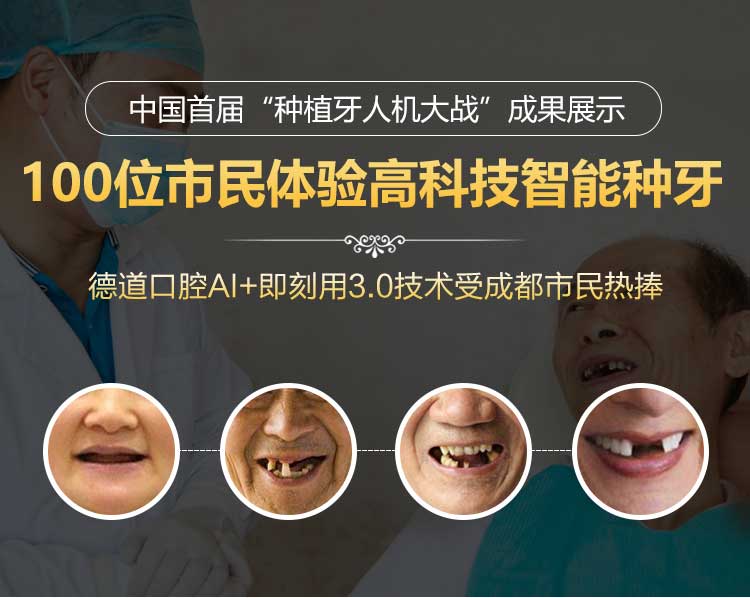 中国首届“种植牙人机大战”成果展示
100位市民体验高科技智能种牙
德道口腔AI+即刻用3.0技术受成都市民热捧